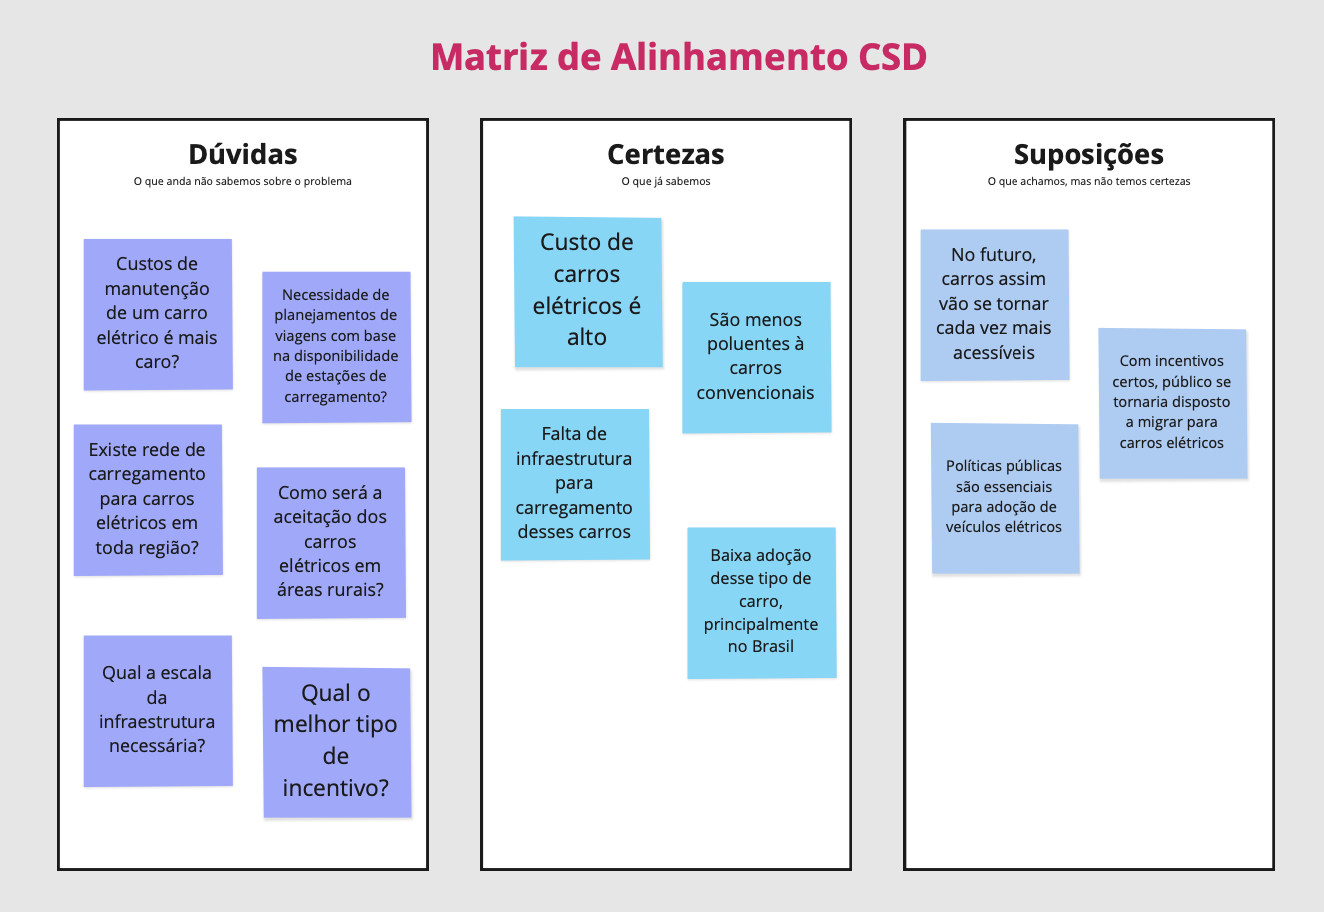 Matriz de Alinhamento CSD
Dúvidas
O que anda não sabemos sobre o problema
Custos de
manutenção
de um carro
elétrico é mais
caro?
Necessidade de
planejamentos de
viagens com base
na disponibilidade
de estações de
carregamento?
Existe rede de
carregamento
para carros
elétricos em
toda região?
Como será a
aceitação dos
carros
elétricos em
áreas rurais?
Qual a escala
da
infraestrutura
necessária?
Qual o
melhor tipo
de
incentivo?
Certezas
O que já sabemos
Custo de
carros
elétricos é
alto
São menos
poluentes à
carros
convencionais
Falta de
infraestrutura
para
carregamento
desses carros
Baixa adoção
desse tipo de
carro,
principalmente
no Brasil
Suposições
O que achamos, mas não temos certezas
No futuro,
carros assim
vão se tornar
cada vez mais
acessíveis
Com incentivos
certos, público se
tornaria disposto
a migrar para
carros elétricos
Políticas públicas
são essenciais
para adoção de
veículos elétricos